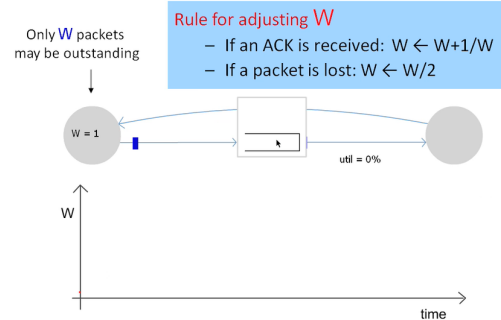 Only W packets
may be outstanding
Rule for adjusting W
– If an ACK is received: W ← W+1/W
– If a packet is lost: W ← W/2
W = 1
util = 0%
W
time